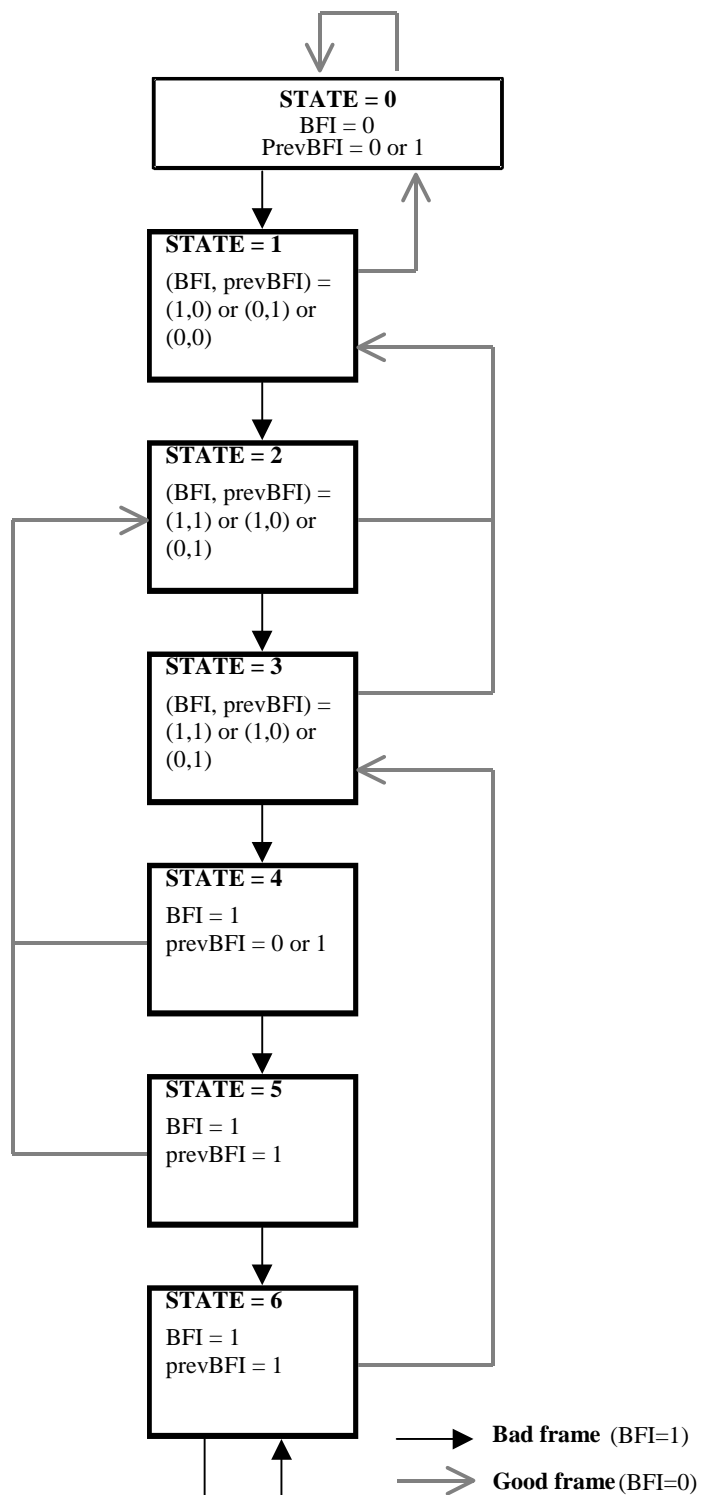 STATE = 0
BFI = 0
PrevBFI = 0 or 1
STATE = 1
(BFI, prevBFI) =
(1,0) or (0,1) or
(0,0)
STATE = 2
(BFI, prevBFI) =
(1,1) or (1,0) or
(0,1)
STATE = 3
(BFI, prevBFI) =
(1,1) or (1,0) or
(0,1)
STATE = 4
BFI = 1
prevBFI = 0 or 1
STATE = 5
BFI = 1
prevBFI = 1
STATE = 6
BFI = 1
prevBFI = 1
Bad frame (BFI=1)
Good frame (BFI=0)